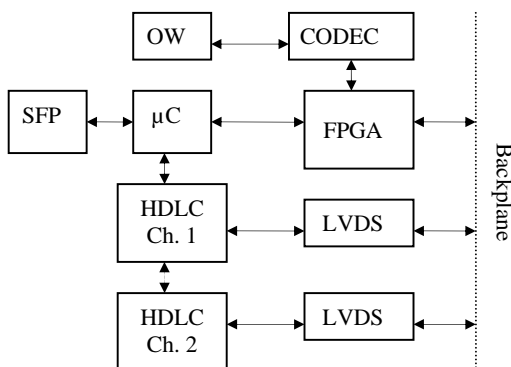 OW
CODEC
SFP
µC
FPGA
Backplane
HDLC
Ch. 1
LVDS
HDLC
Ch. 2
LVDS